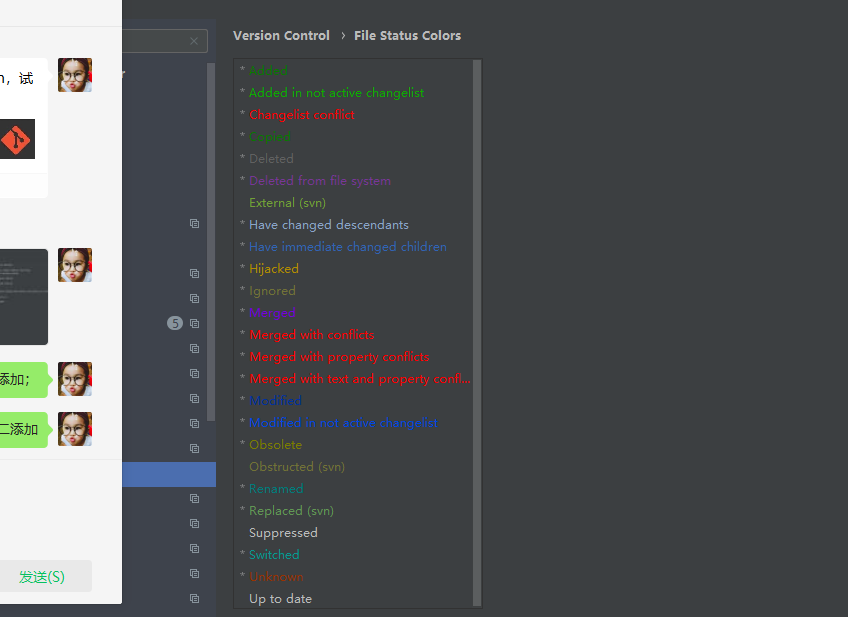 Version Control › File Status Colors
r
n，试
* Added
* Added in not active changelist
* Changelist conflict
* Copied
* Deleted
* Deleted from file system
External (svn)
* Have changed descendants
* Have immediate changed children
* Hijacked
* Ignored
* Merged
* Merged with conflicts
* Merged with property conflicts
* Merged with text and property confl...
* Modified
* Modified in not active changelist
* Obsolete
Obstructed (svn)
* Renamed
* Replaced (svn)
Suppressed
* Switched
* Unknown
Up to date
5
添加；
二添加
发送(S)